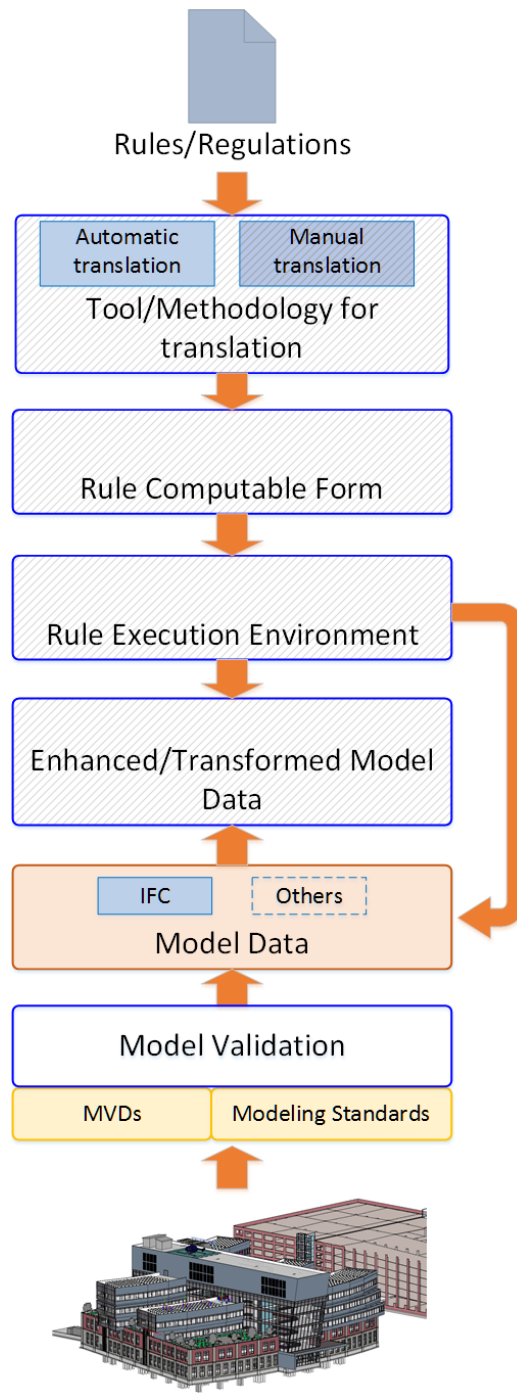 Rules/Regulations
Automatic
translation
Manual
translation
Tool/Methodology for
translation
Rule Computable Form
Rule Execution Environment
Enhanced/Transformed Model
Data
IFC
Others
Model Data
Model Validation
MVDs
Modeling Standards